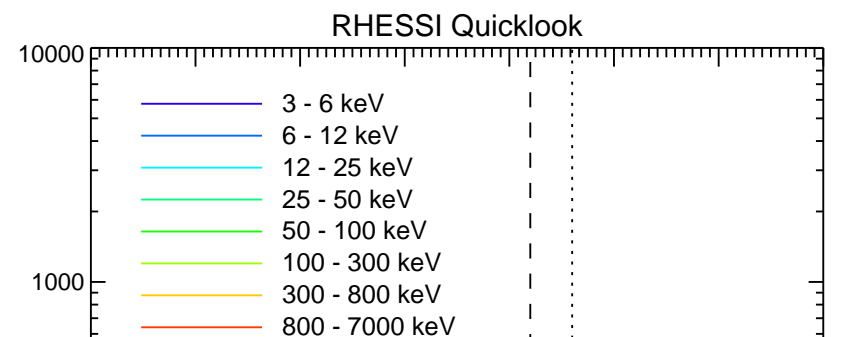 RHESSI Quicklook
10000
3 - 6 keV
6 - 12 keV
12 - 25 keV
25 - 50 keV
50 - 100 keV
100 - 300 keV
1000
300 - 800 keV
800 - 7000 keV